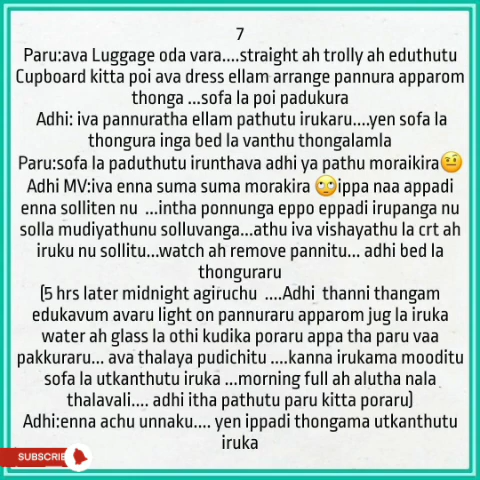 7
Paru:ava Luggage oda vara....straight ah trolly ah eduthutu
Cupboard kitta poi ava dress ellam arrange pannura apparom
thonga ...sofa la poi padukura
Adhi: iva pannuratha ellam pathutu irukaru....yen sofa la
thongura inga bed la vanthu thongalamla
Paru:sofa la paduthutu irunthava adhi ya pathu moraikira🤨
Adhi MV:iva enna suma suma morakira 🙄ippa naa appadi
enna solliten nu ...intha ponnunga eppo eppadi irupanga nu
solla mudiyathunu solluvanga...athu iva vishayathu la crt ah
iruku nu sollitu...watch ah remove pannitu... adhi bed la
thonguraru
(5 hrs later midnight agiruchu ....Adhi thanni thangam
edukavum avaru light on pannuraru apparom jug la iruka
water ah glass la othi kudika poraru appa tha paru vaa
pakkuraru... ava thalaya pudichitu ....kanna irukama mooditu
sofa la utkanthutu iruka ...morning full ah alutha nala
thalavali.... adhi itha pathutu paru kitta poraru)
Adhi:enna achu unnaku.... yen ippadi thongama utkanthutu
iruka
SUBSCRIBE